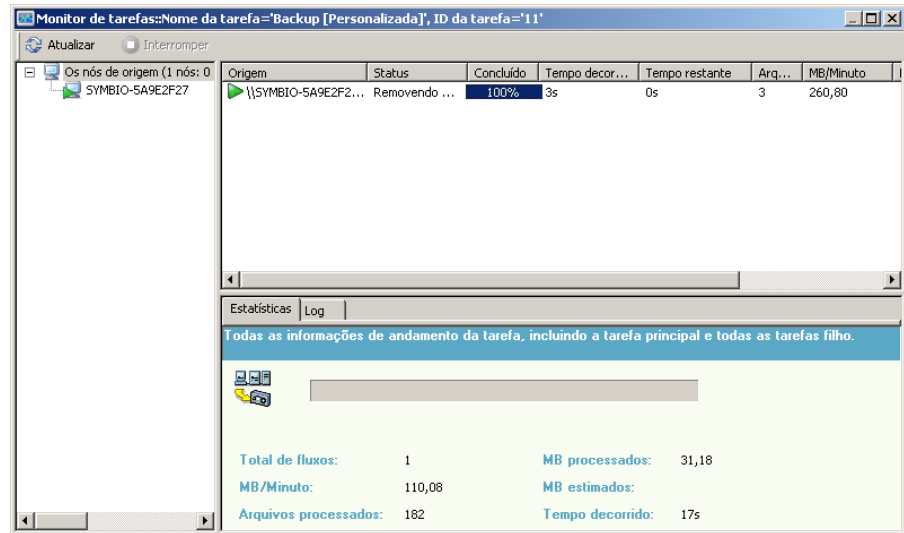 Monitor de tarefas::Nome da tarefa='Backup [Personalizada]', ID da tarefa='11'
Atualizar Interromper
Os nós de origem (1 nós: 0
SYMBIO-5A9E2F27
Origem Status Concluído Tempo decor... Tempo restante Arq... MB/Minuto
\\SYMBIO-5A9E2F2... Removendo ... 100% 3s 0s 3 260,80
Estatísticas Log
Todas as informações de andamento da tarefa, incluindo a tarefa principal e todas as tarefas filho.
Total de fluxos: 1 MB processados: 31,18
MB/Minuto: 110,08 MB estimados:
Arquivos processados: 182 Tempo decorrido: 17s